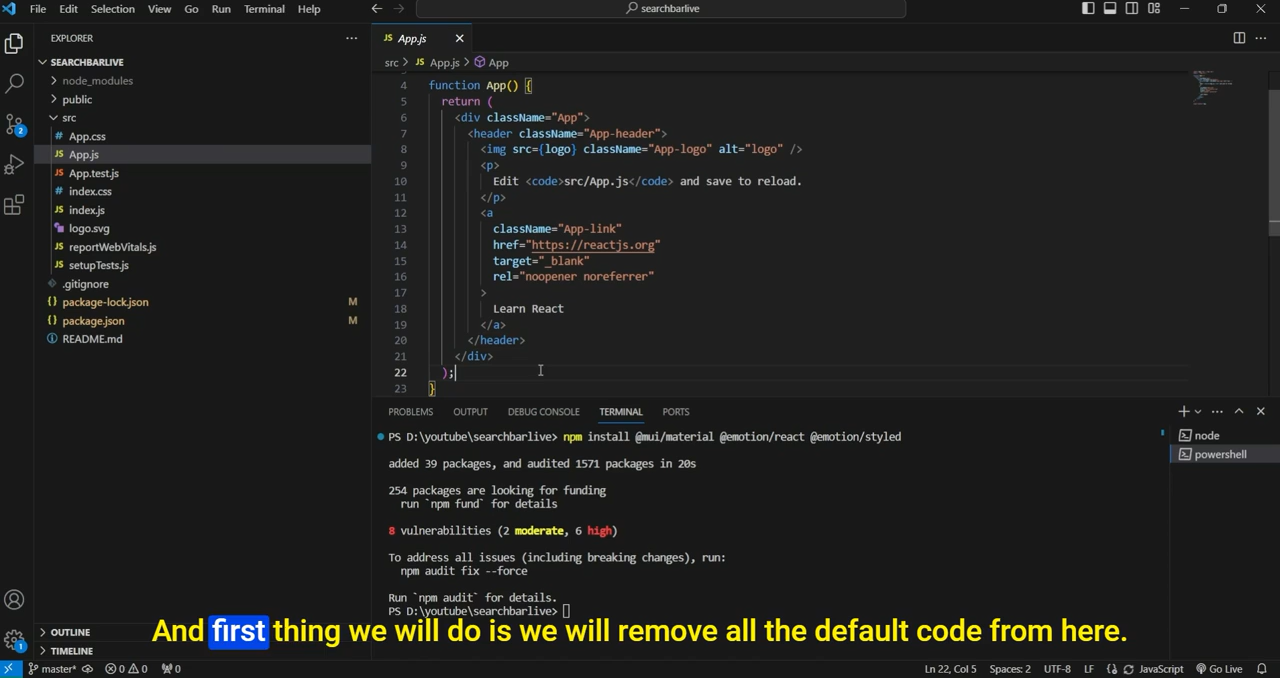 File Edit Selection View Go Run Terminal Help
searchbarlive
EXPLORER
SEARCHBARLIVE
node_modules
public
src
App.css
App.js
App.test.js
index.css
index.js
logo.svg
reportWebVitals.js
setupTests.js
.gitignore
package-lock.json M
package.json M
README.md
OUTLINE
TIMELINE
JS App.js
src > JS App.js > App
4 function App() {
5 return (
6 <div className="App">
7 <header className="App-header">
8 <img src={logo} className="App-logo" alt="logo" />
9 <p>
10 Edit <code>src/App.js</code> and save to reload.
11 </p>
12 <a
13 className="App-link"
14 href="https://reactjs.org"
15 target="_blank"
16 rel="noopener noreferrer"
17 >
18 Learn React
19 </a>
20 </header>
21 </div>
22 );
23 }
PROBLEMS OUTPUT DEBUG CONSOLE TERMINAL PORTS
PS D:\youtube\searchbarlive> npm install @mui/material @emotion/react @emotion/styled
added 39 packages, and audited 1571 packages in 20s
254 packages are looking for funding
run `npm fund` for details
8 vulnerabilities (2 moderate, 6 high)
To address all issues (including breaking changes), run:
npm audit fix --force
Run `npm audit` for details.
PS D:\youtube\searchbarlive>
node
powershell
And first thing we will do is we will remove all the default code from here.
master* 0 0 0 Ln 22, Col 5 Spaces: 2 UTF-8 LF JavaScript Go Live